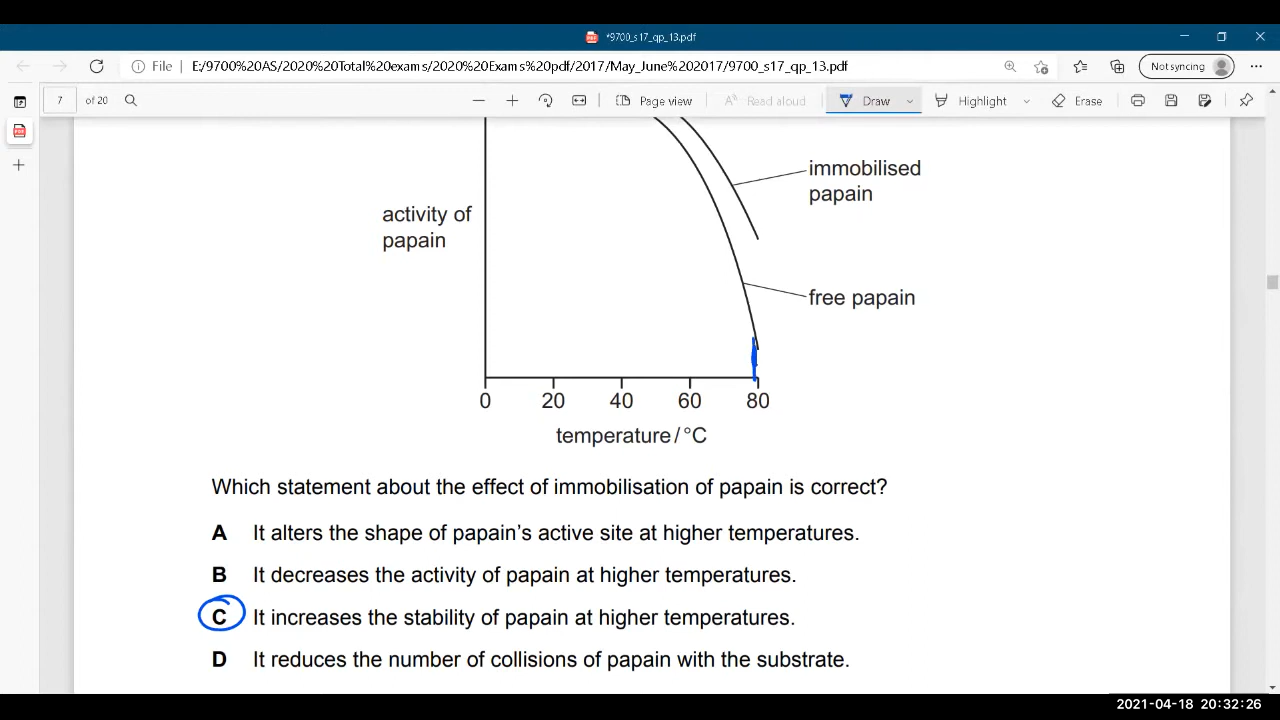 *9700_s17_qp_13.pdf
File | E:/9700%20AS/2020%20Total%20exams/2020%20Exams%20pdf/2017/May_June%202017/9700_s17_qp_13.pdf
Not syncing
7 of 20
Page view
Read aloud
Draw
Highlight
Erase
immobilised
papain
activity of
papain
free papain
0 20 40 60 80
temperature / °C
Which statement about the effect of immobilisation of papain is correct?
A It alters the shape of papain's active site at higher temperatures.
B It decreases the activity of papain at higher temperatures.
C It increases the stability of papain at higher temperatures.
D It reduces the number of collisions of papain with the substrate.
2021-04-18 20:32:26